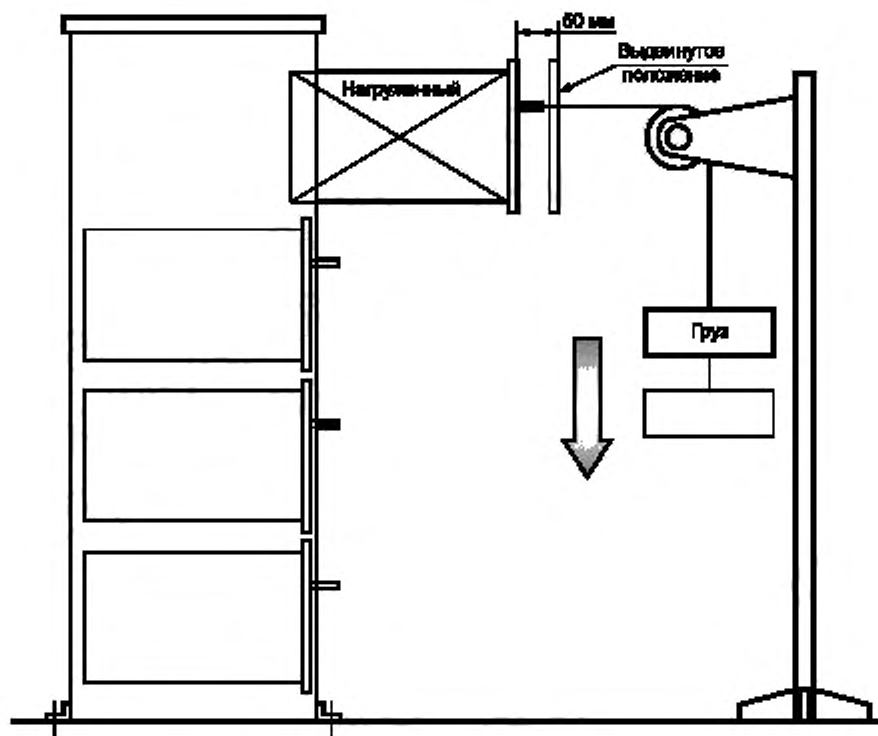 50 мм
Выдвинутое
положение
Нагруженный
Груз